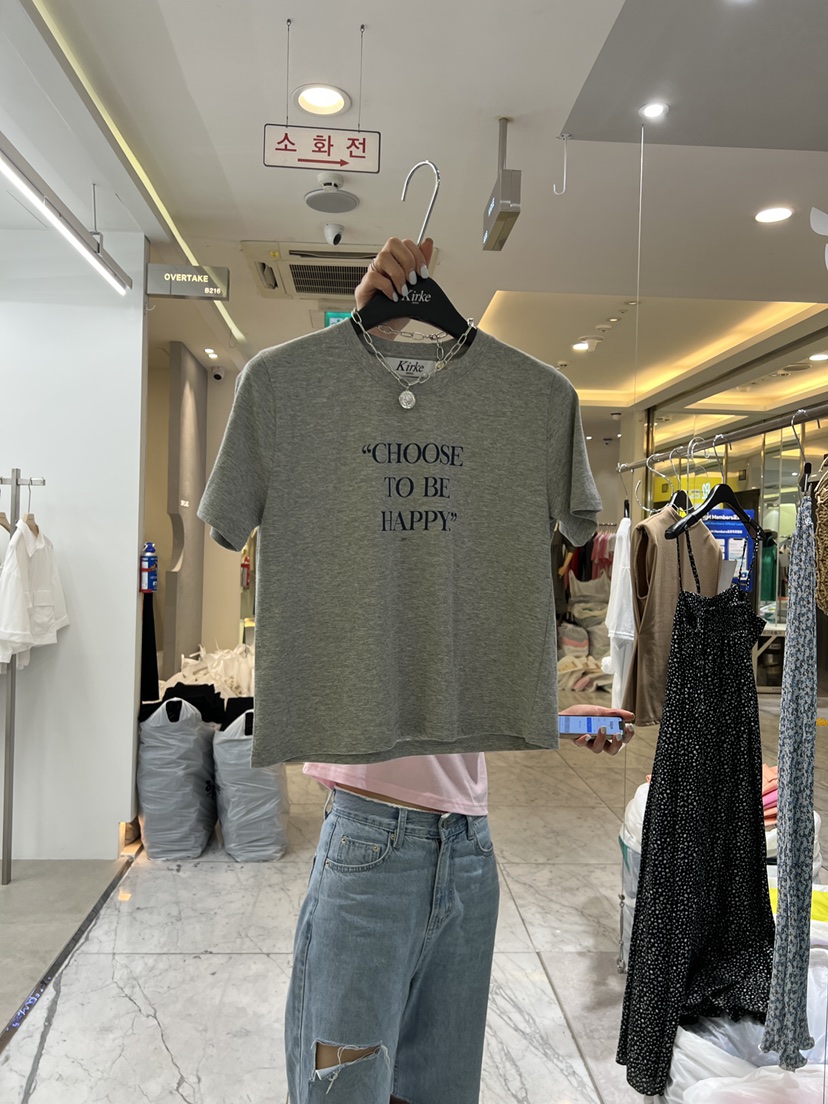 소화전
OVERTAKE
B216
Kirke
Kirke
“CHOOSE
TO BE
HAPPY”